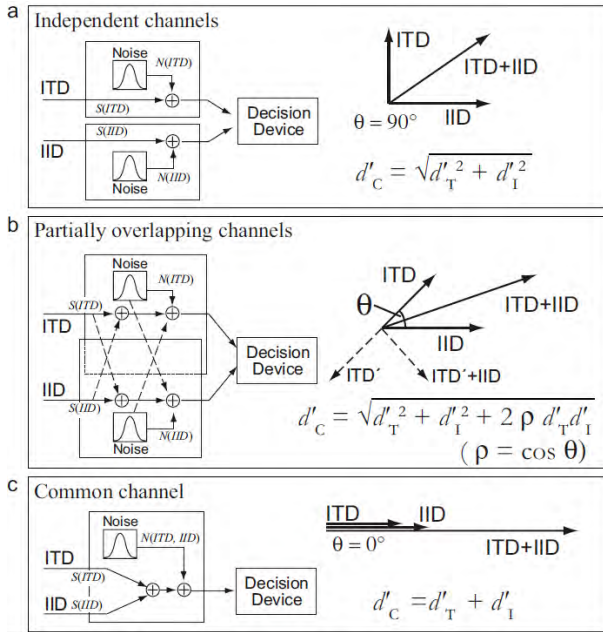 a
Independent channels
Noise
N(ITD)
ITD
S(ITD)
IID
S(IID)
N(IID)
Noise
Decision
Device
ITD
ITD+IID
IID
θ = 90°
d′C = √d′T² + d′I²
b
Partially overlapping channels
Noise
N(ITD)
S(ITD)
ITD
IID
S(IID)
N(IID)
Noise
Decision
Device
ITD
θ
ITD+IID
IID
ITD′
ITD′+IID
d′C = √d′T² + d′I² + 2 ρ d′T d′I
( ρ = cos θ)
c
Common channel
Noise
N(ITD, IID)
ITD
S(ITD)
IID S(IID)
Decision
Device
ITD IID
θ = 0°
ITD+IID
d′C =d′T + d′I